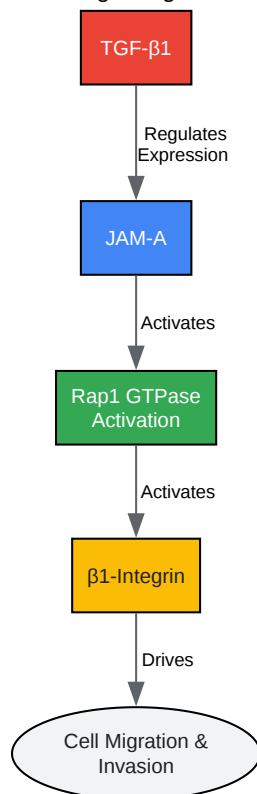 TGF-β1
Regulates
Expression
JAM-A
Activates
Rap1 GTPase
Activation
Activates
β1-Integrin
Drives
Cell Migration &
Invasion